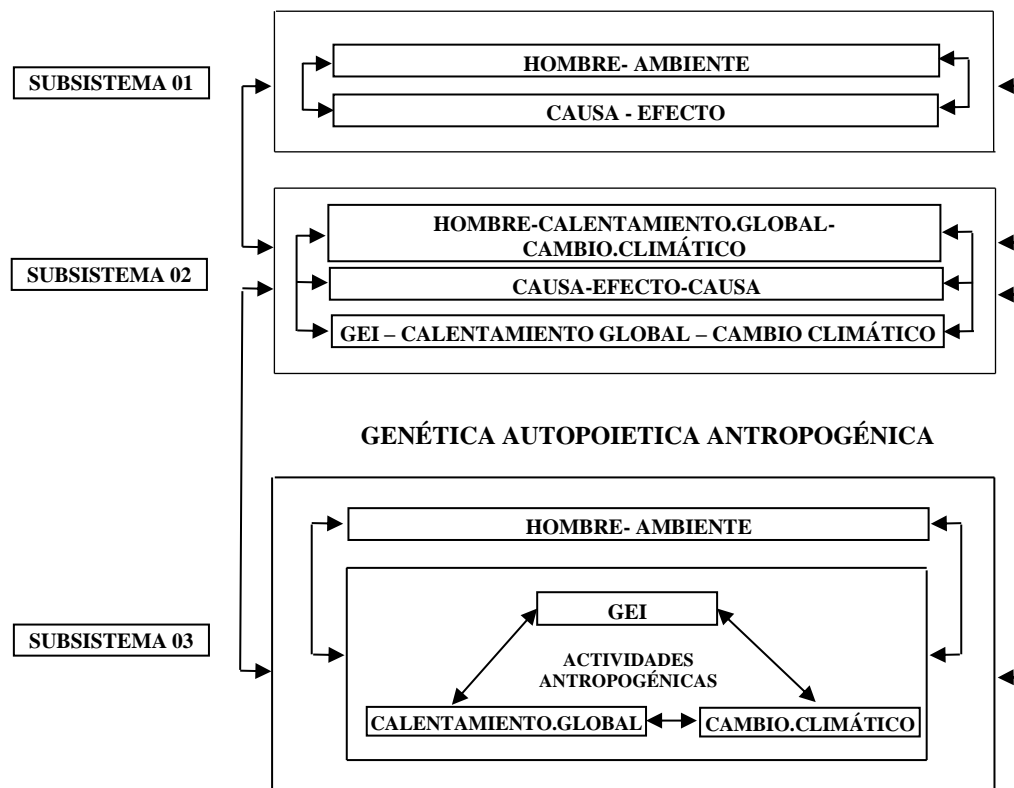 HOMBRE- AMBIENTE
SUBSISTEMA 01
CAUSA - EFECTO
HOMBRE-CALENTAMIENTO.GLOBAL-
CAMBIO.CLIMÁTICO
SUBSISTEMA 02
CAUSA-EFECTO-CAUSA
GEI – CALENTAMIENTO GLOBAL – CAMBIO CLIMÁTICO
GENÉTICA AUTOPOIETICA ANTROPOGÉNICA
HOMBRE- AMBIENTE
GEI
SUBSISTEMA 03
ACTIVIDADES
ANTROPOGÉNICAS
CALENTAMIENTO.GLOBAL
CAMBIO.CLIMÁTICO